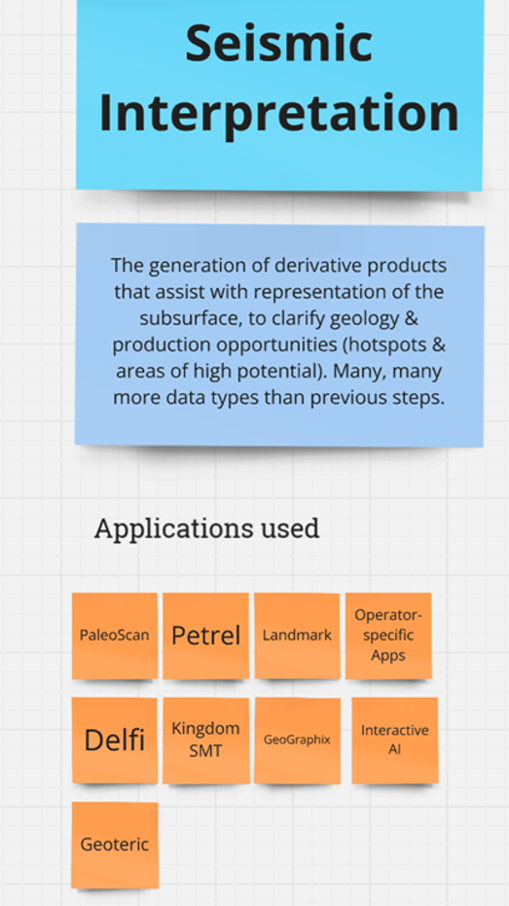 Seismic
Interpretation
The generation of derivative products
that assist with representation of the
subsurface, to clarify geology &
production opportunities (hotspots &
areas of high potential). Many, many
more data types than previous steps.
Applications used
PaleoScan
Petrel
Landmark
Operator-
specific
Apps
Delfi
Kingdom
SMT
GeoGraphix
Interactive
AI
Geoteric